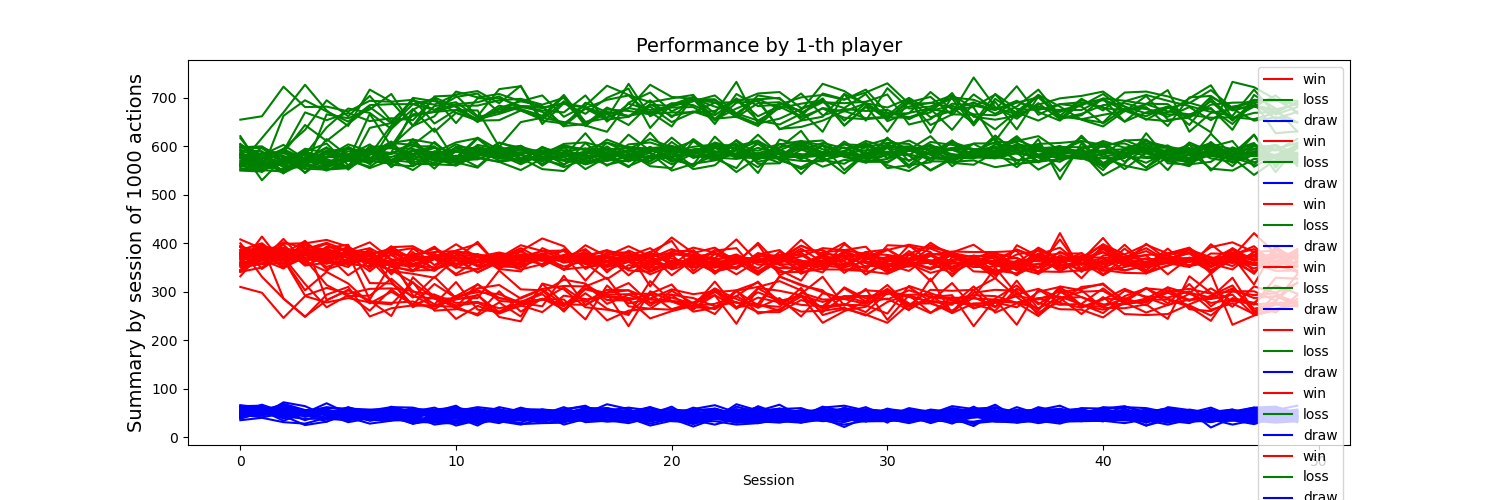 Performance by 1-th player
Summary by session of 1000 actions
700
600
500
400
300
200
100
0
0
10
20
30
40
50
Session
win
loss
draw
win
loss
draw
win
loss
draw
win
loss
draw
win
loss
draw
win
loss
draw
win
loss
draw